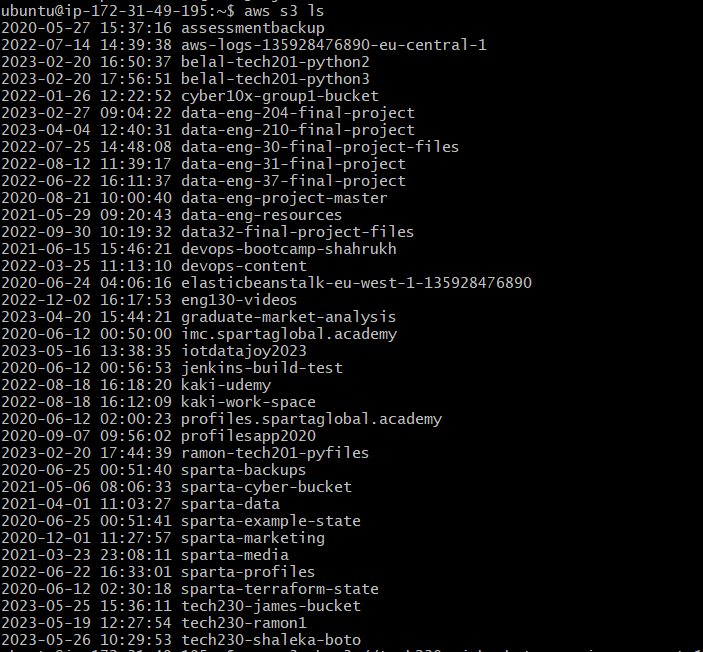 ubuntu@ip-172-31-49-195:~$ aws s3 ls
2020-05-27 15:37:16 assessmentbackup
2022-07-14 14:39:38 aws-logs-135928476890-eu-central-1
2023-02-20 16:50:37 belal-tech201-python2
2023-02-20 17:56:51 belal-tech201-python3
2022-01-26 12:22:52 cyber10x-group1-bucket
2023-02-27 09:04:22 data-eng-204-final-project
2023-04-04 12:40:31 data-eng-210-final-project
2022-07-25 14:48:08 data-eng-30-final-project-files
2022-08-12 11:39:17 data-eng-31-final-project
2022-06-22 16:11:37 data-eng-37-final-project
2020-08-21 10:00:40 data-eng-project-master
2021-05-29 09:20:43 data-eng-resources
2022-09-30 10:19:32 data32-final-project-files
2021-06-15 15:46:21 devops-bootcamp-shahrukh
2022-03-25 11:13:10 devops-content
2020-06-24 04:06:16 elasticbeanstalk-eu-west-1-135928476890
2022-12-02 16:17:53 eng130-videos
2023-04-20 15:44:21 graduate-market-analysis
2020-06-12 00:50:00 imc.spartaglobal.academy
2023-05-16 13:38:35 iotdatajoy2023
2020-06-12 00:56:53 jenkins-build-test
2022-08-18 16:18:20 kaki-udemy
2022-08-18 16:12:09 kaki-work-space
2020-06-12 02:00:23 profiles.spartaglobal.academy
2020-09-07 09:56:02 profilesapp2020
2023-02-20 17:44:39 ramon-tech201-pyfiles
2020-06-25 00:51:40 sparta-backups
2021-05-06 08:06:33 sparta-cyber-bucket
2021-04-01 11:03:27 sparta-data
2020-06-25 00:51:41 sparta-example-state
2020-12-01 11:27:57 sparta-marketing
2021-03-23 23:08:11 sparta-media
2022-06-22 16:33:01 sparta-profiles
2020-06-12 02:30:18 sparta-terraform-state
2023-05-25 15:36:11 tech230-james-bucket
2023-05-19 12:27:54 tech230-ramon1
2023-05-26 10:29:53 tech230-shaleka-boto